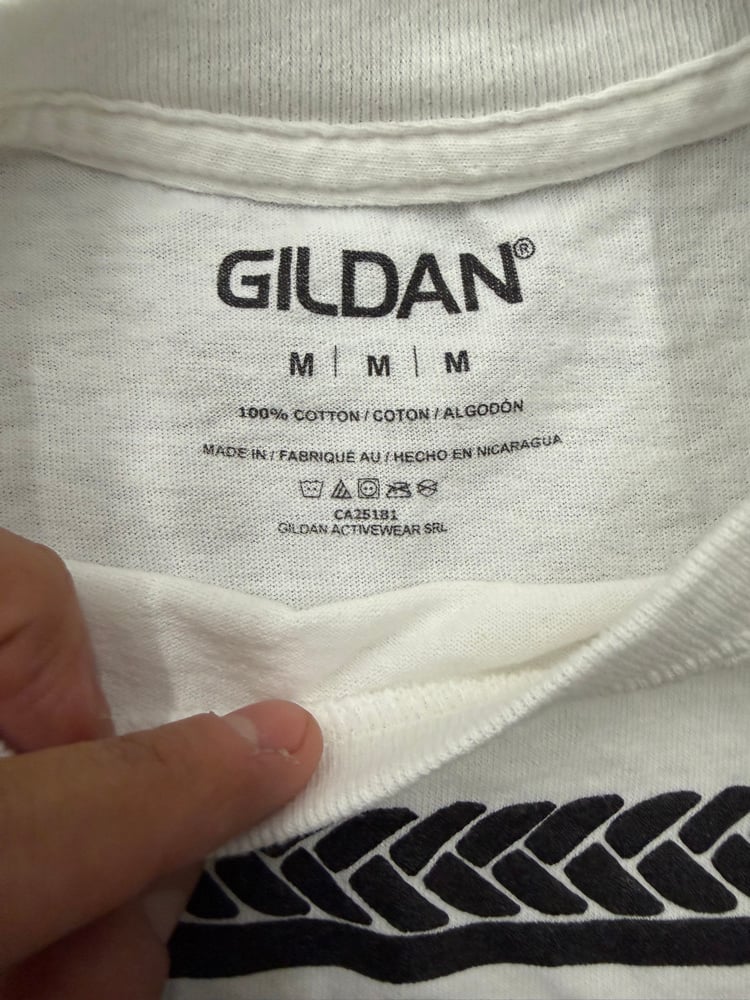 GILDAN®
M | M | M
100% COTTON / COTON / ALGODÓN
MADE IN / FABRIQUÉ AU / HECHO EN NICARAGUA
CA25181
GILDAN ACTIVEWEAR SRL